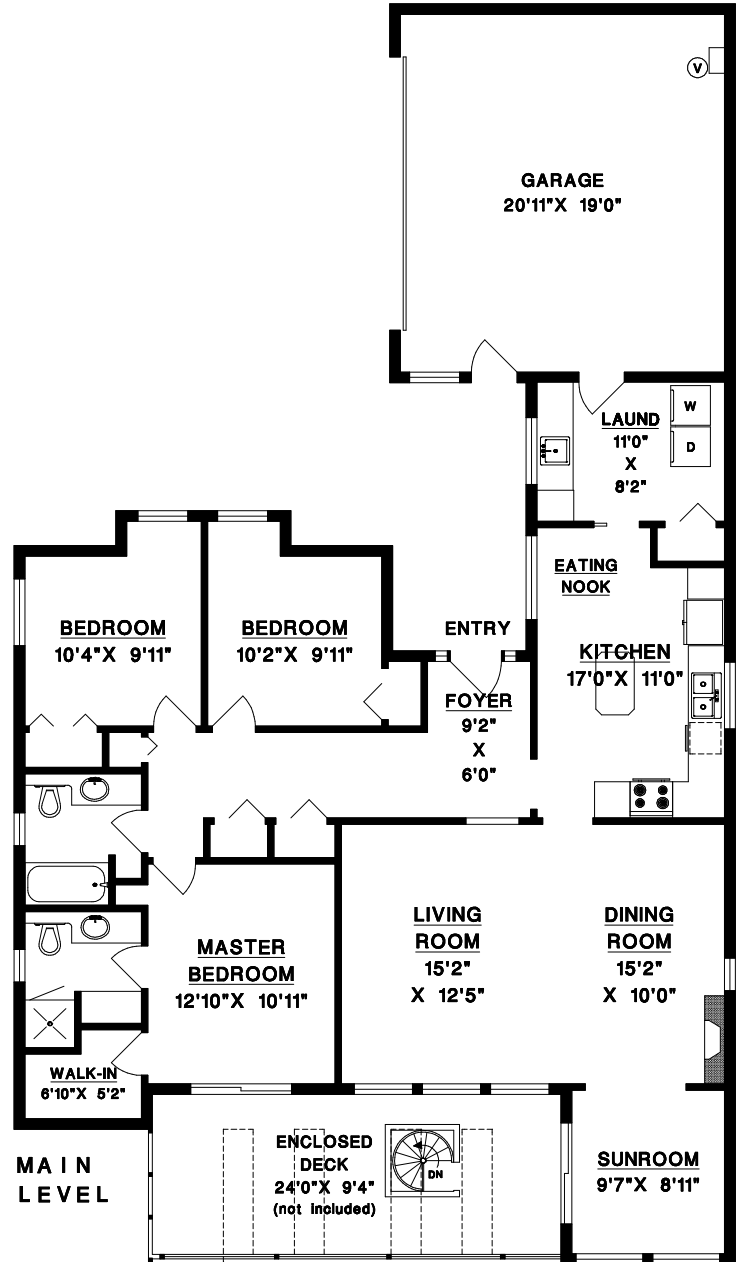 V
GARAGE
20'11"X 19'0"
LAUND
11'0"
X
8'2"
W
D
EATING
NOOK
BEDROOM
10'4"X 9'11"
BEDROOM
10'2"X 9'11"
ENTRY
KITCHEN
17'0"X 11'0"
FOYER
9'2"
X
6'0"
LIVING
ROOM
15'2"
X 12'5"
DINING
ROOM
15'2"
X 10'0"
MASTER
BEDROOM
12'10"X 10'11"
WALK-IN
6'10"X 5'2"
ENCLOSED
DECK
24'0"X 9'4"
(not included)
DN
SUNROOM
9'7"X 8'11"
MAIN
LEVEL